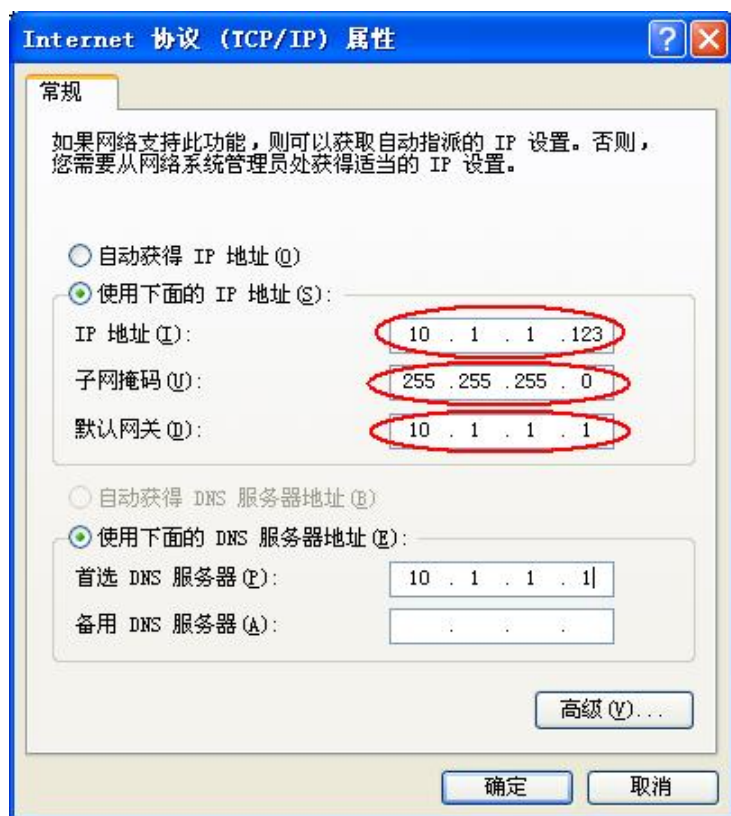 Internet 协议 (TCP/IP) 属性
常规
如果网络支持此功能，则可以获取自动指派的 IP 设置。否则，
您需要从网络系统管理员处获得适当的 IP 设置。
自动获得 IP 地址(O)
使用下面的 IP 地址(S):
IP 地址(I): 10 . 1 . 1 .123
子网掩码(U): 255 .255 .255 . 0
默认网关(D): 10 . 1 . 1 . 1
自动获得 DNS 服务器地址(B)
使用下面的 DNS 服务器地址(E):
首选 DNS 服务器(P): 10 . 1 . 1 . 1
备用 DNS 服务器(A): . . .
高级(V)...
确定 取消